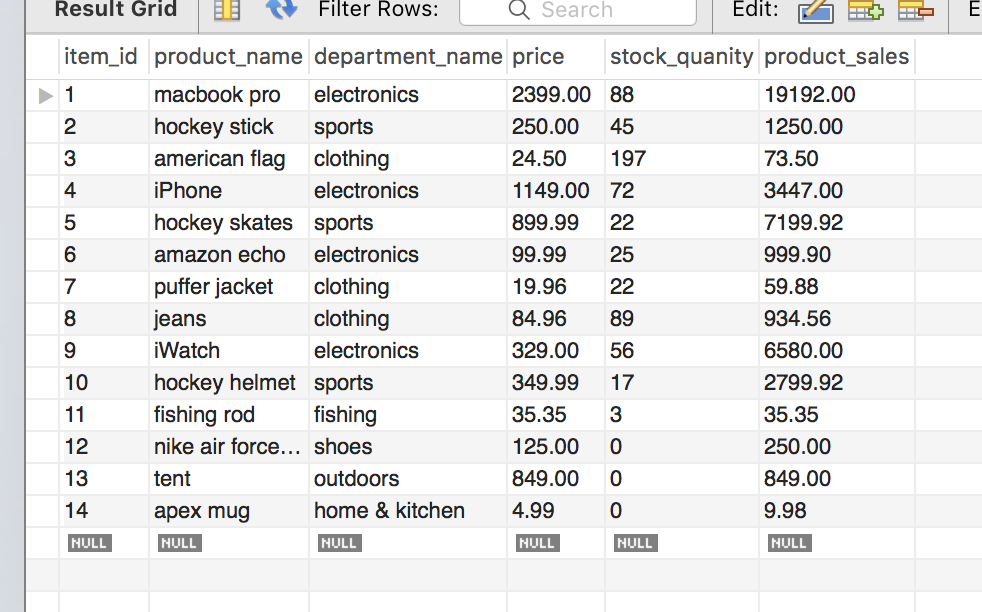 Result Grid Filter Rows: Search Edit: E
item_id product_name department_name price stock_quanity product_sales
1 macbook pro electronics 2399.00 88 19192.00
2 hockey stick sports 250.00 45 1250.00
3 american flag clothing 24.50 197 73.50
4 iPhone electronics 1149.00 72 3447.00
5 hockey skates sports 899.99 22 7199.92
6 amazon echo electronics 99.99 25 999.90
7 puffer jacket clothing 19.96 22 59.88
8 jeans clothing 84.96 89 934.56
9 iWatch electronics 329.00 56 6580.00
10 hockey helmet sports 349.99 17 2799.92
11 fishing rod fishing 35.35 3 35.35
12 nike air force... shoes 125.00 0 250.00
13 tent outdoors 849.00 0 849.00
14 apex mug home & kitchen 4.99 0 9.98
NULL NULL NULL NULL NULL NULL